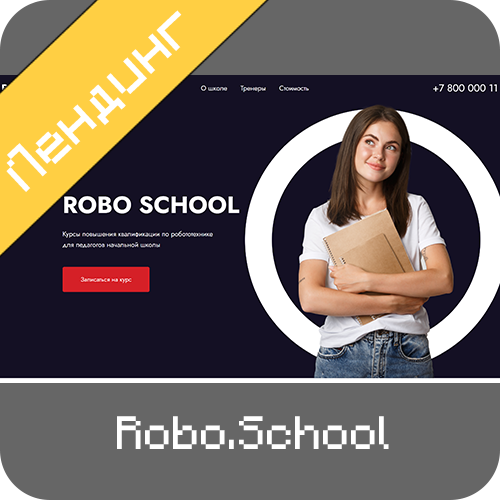 Лендинг
О школе Тренеры Стоимость +7 800 000 11
ROBO SCHOOL
Курсы повышения квалификации по робототехнике
для педагогов начальной школы
Записаться на курс
Robo.School